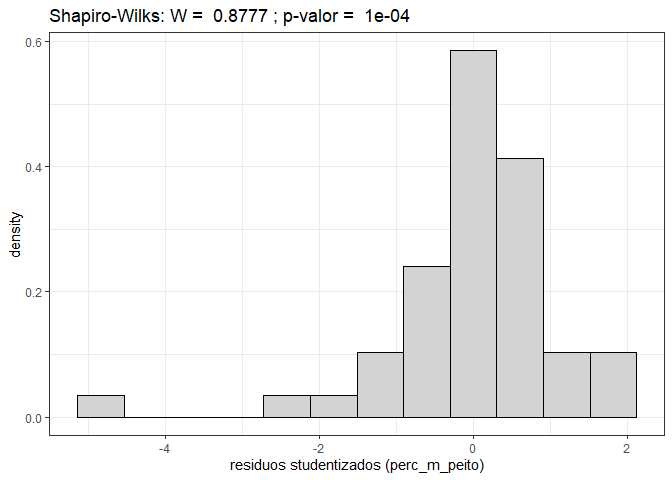 Shapiro-Wilks: W = 0.8777 ; p-valor = 1e-04
0.6
0.4
0.2
0.0
density
-4
-2
0
2
residuos studentizados (perc_m_peito)